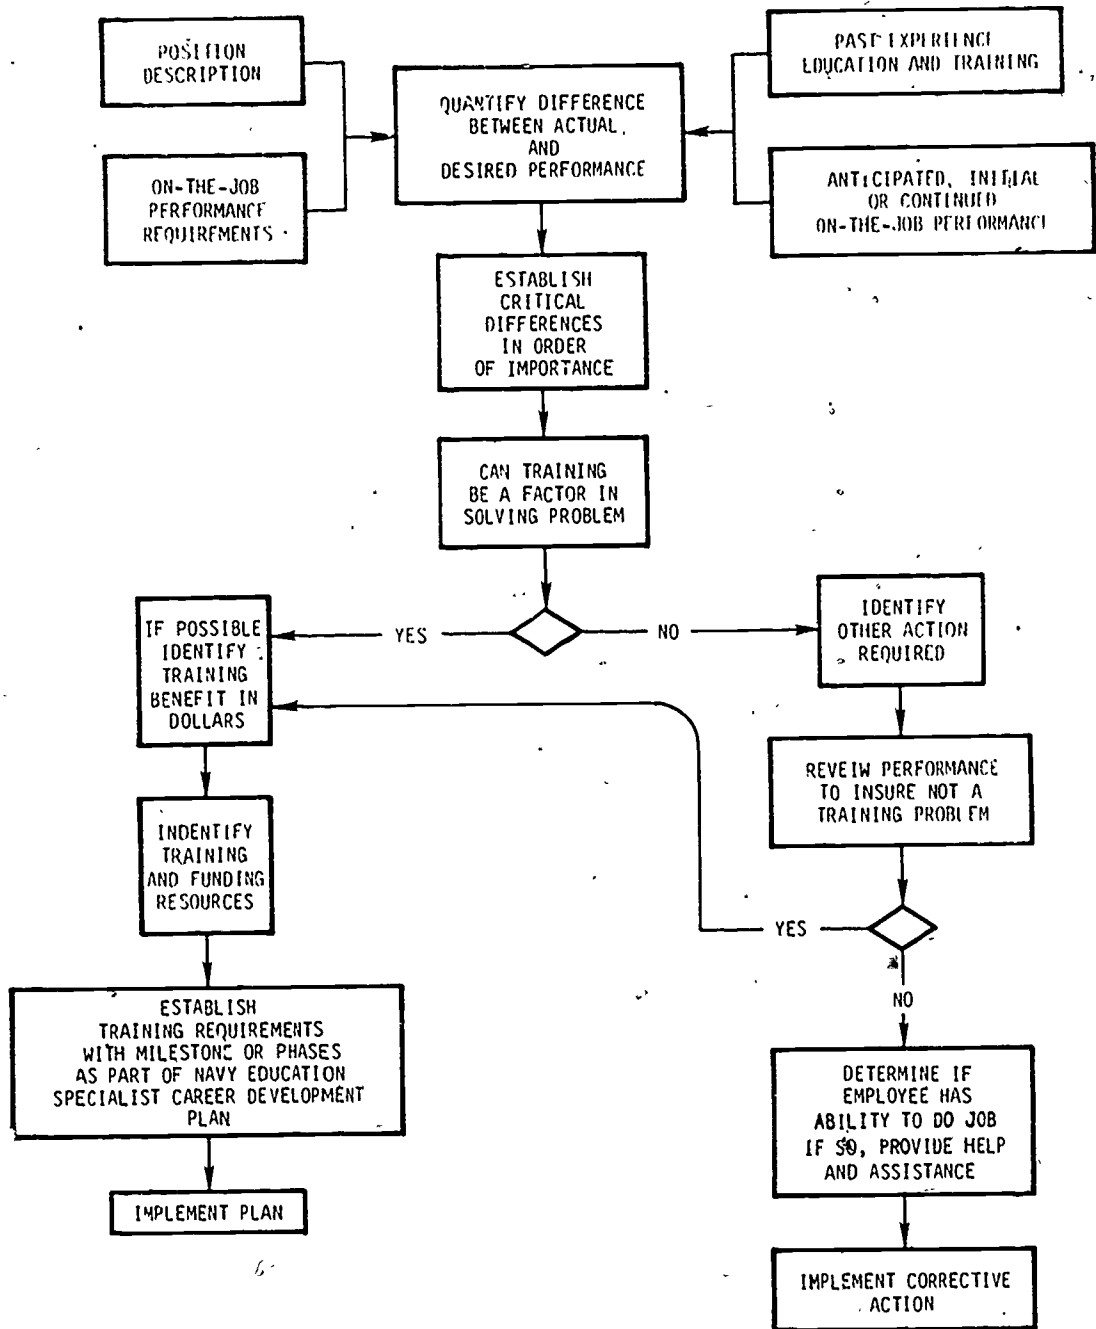 POSITION
DESCRIPTION
ON-THE-JOB
PERFORMANCE
REQUIREMENTS
QUANTIFY DIFFERENCE
BETWEEN ACTUAL
AND
DESIRED PERFORMANCE
PAST EXPERIENCE
EDUCATION AND TRAINING
ANTICIPATED, INITIAL
OR CONTINUED
ON-THE-JOB PERFORMANCE
ESTABLISH
CRITICAL
DIFFERENCES
IN ORDER
OF IMPORTANCE
CAN TRAINING
BE A FACTOR IN
SOLVING PROBLEM
YES
NO
IF POSSIBLE
IDENTIFY
TRAINING
BENEFIT IN
DOLLARS
IDENTIFY
OTHER ACTION
REQUIRED
REVEIW PERFORMANCE
TO INSURE NOT A
TRAINING PROBLEM
INDENTIFY
TRAINING
AND FUNDING
RESOURCES
YES
NO
ESTABLISH
TRAINING REQUIREMENTS
WITH MILESTONE OR PHASES
AS PART OF NAVY EDUCATION
SPECIALIST CAREER DEVELOPMENT
PLAN
DETERMINE IF
EMPLOYEE HAS
ABILITY TO DO JOB
IF SO, PROVIDE HELP
AND ASSISTANCE
IMPLEMENT PLAN
IMPLEMENT CORRECTIVE
ACTION